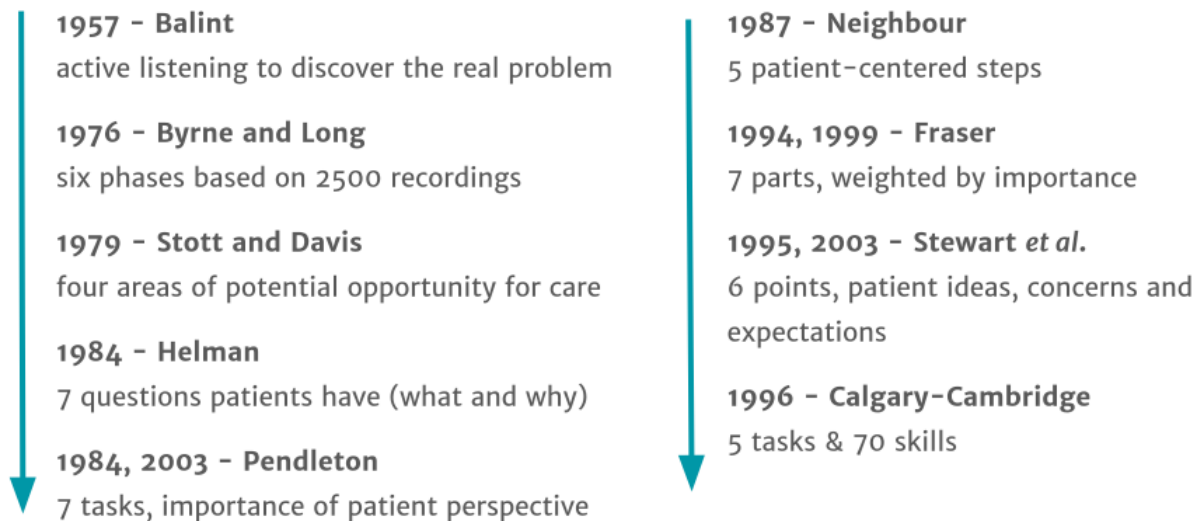 1957 - Balint
active listening to discover the real problem
1976 - Byrne and Long
six phases based on 2500 recordings
1979 - Stott and Davis
four areas of potential opportunity for care
1984 - Helman
7 questions patients have (what and why)
1984, 2003 - Pendleton
7 tasks, importance of patient perspective
1987 - Neighbour
5 patient-centered steps
1994, 1999 - Fraser
7 parts, weighted by importance
1995, 2003 - Stewart et al.
6 points, patient ideas, concerns and
expectations
1996 - Calgary-Cambridge
5 tasks & 70 skills